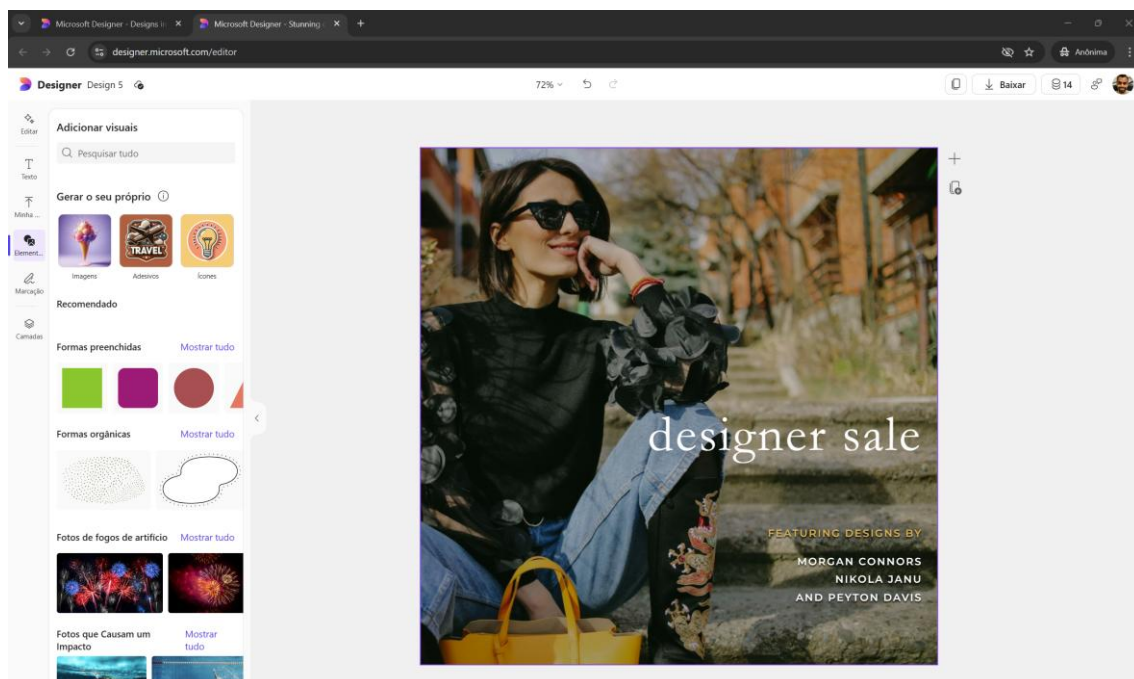 Microsoft Designer - Designs i
Microsoft Designer - Stunning
designer.microsoft.com/editor
Anônima
Designer Design 5
72%
Baixar
14
Editar
Texto
Minha ...
Element...
Marcação
Camadas
Adicionar visuais
Pesquisar tudo
Gerar o seu próprio
TRAVEL
Imagens
Adesivos
Ícones
Recomendado
Formas preenchidas Mostrar tudo
Formas orgânicas Mostrar tudo
Fotos de fogos de artifício Mostrar tudo
Fotos que Causam um
Impacto
Mostrar
tudo
designer sale
FEATURING DESIGNS BY
MORGAN CONNORS
NIKOLA JANU
AND PEYTON DAVIS